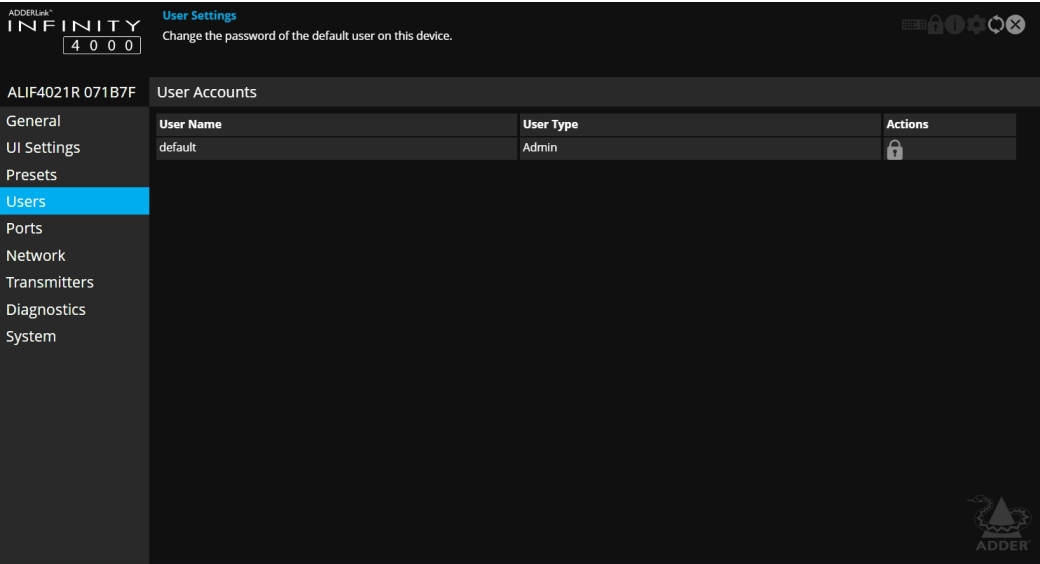 ADDERLink™
INFINITY
4000
User Settings
Change the password of the default user on this device.
ALIF4021R 071B7F
User Accounts
General
UI Settings
Presets
Users
Ports
Network
Transmitters
Diagnostics
System
User Name User Type Actions
default Admin
ADDER